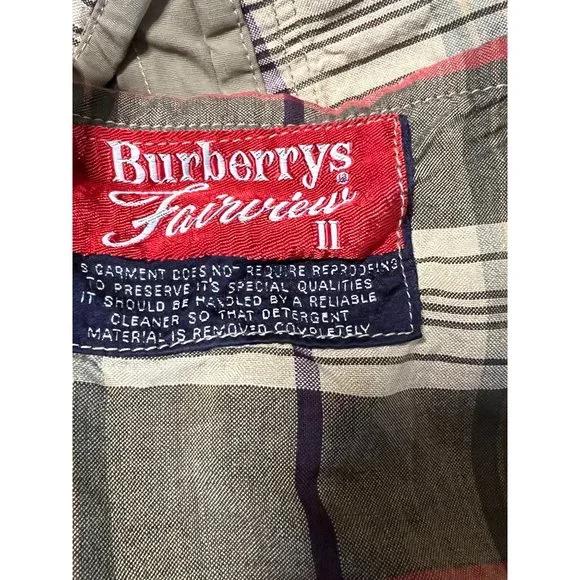 Burberrys®
Fairview
II
S GARMENT DOES NOT REQUIRE REPROOFING
TO PRESERVE IT'S SPECIAL QUALITIES
IT SHOULD BE HANDLED BY A RELIABLE
CLEANER SO THAT DETERGENT
MATERIAL IS REMOVED COMPLETELY